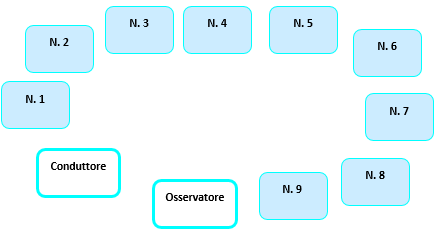 N. 1
N. 2
N. 3
N. 4
N. 5
N. 6
N. 7
N. 8
N. 9
Osservatore
Conduttore